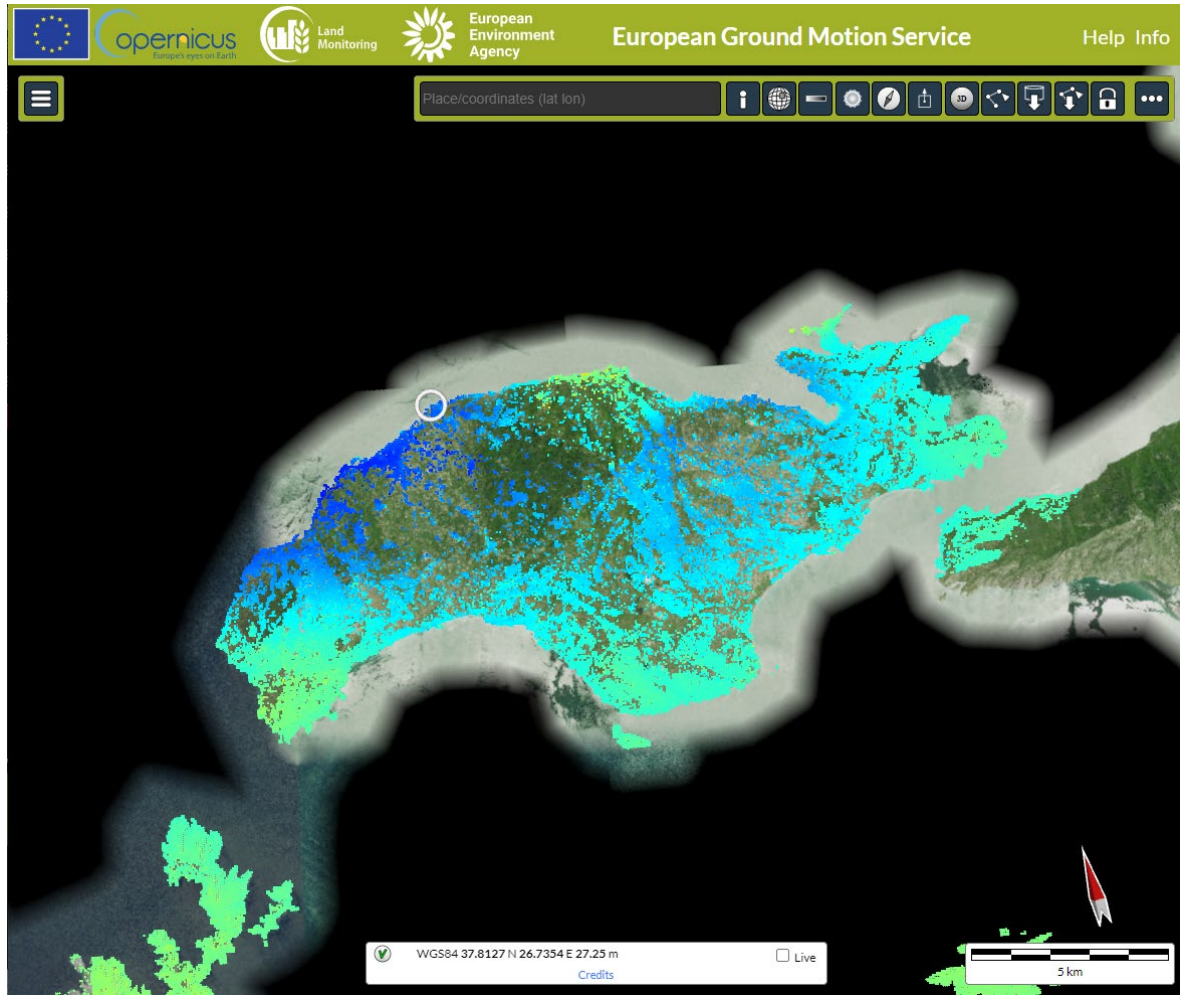 opernicus
Europe's eyes on Earth
Land
Monitoring
European
Environment
Agency
European Ground Motion Service
Help Info
Place/coordinates (lat lon)
3D
WGS84 37.8127 N 26.7354 E 27.25 m
Live
Credits
5 km